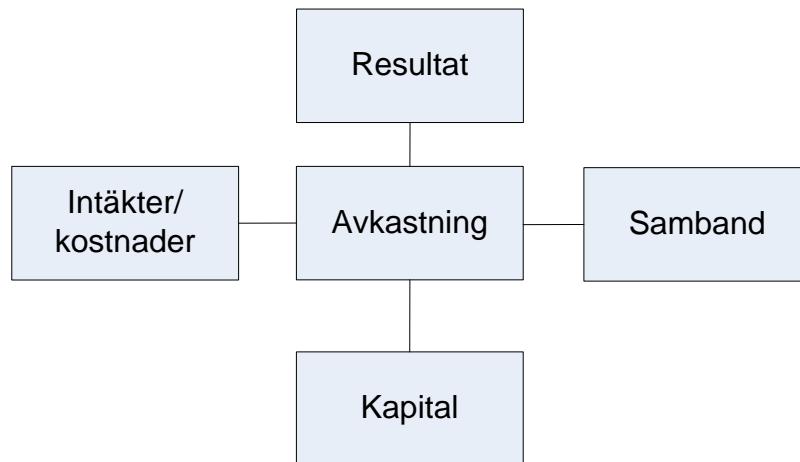 Resultat
Intäkter/
kostnader
Avkastning
Samband
Kapital